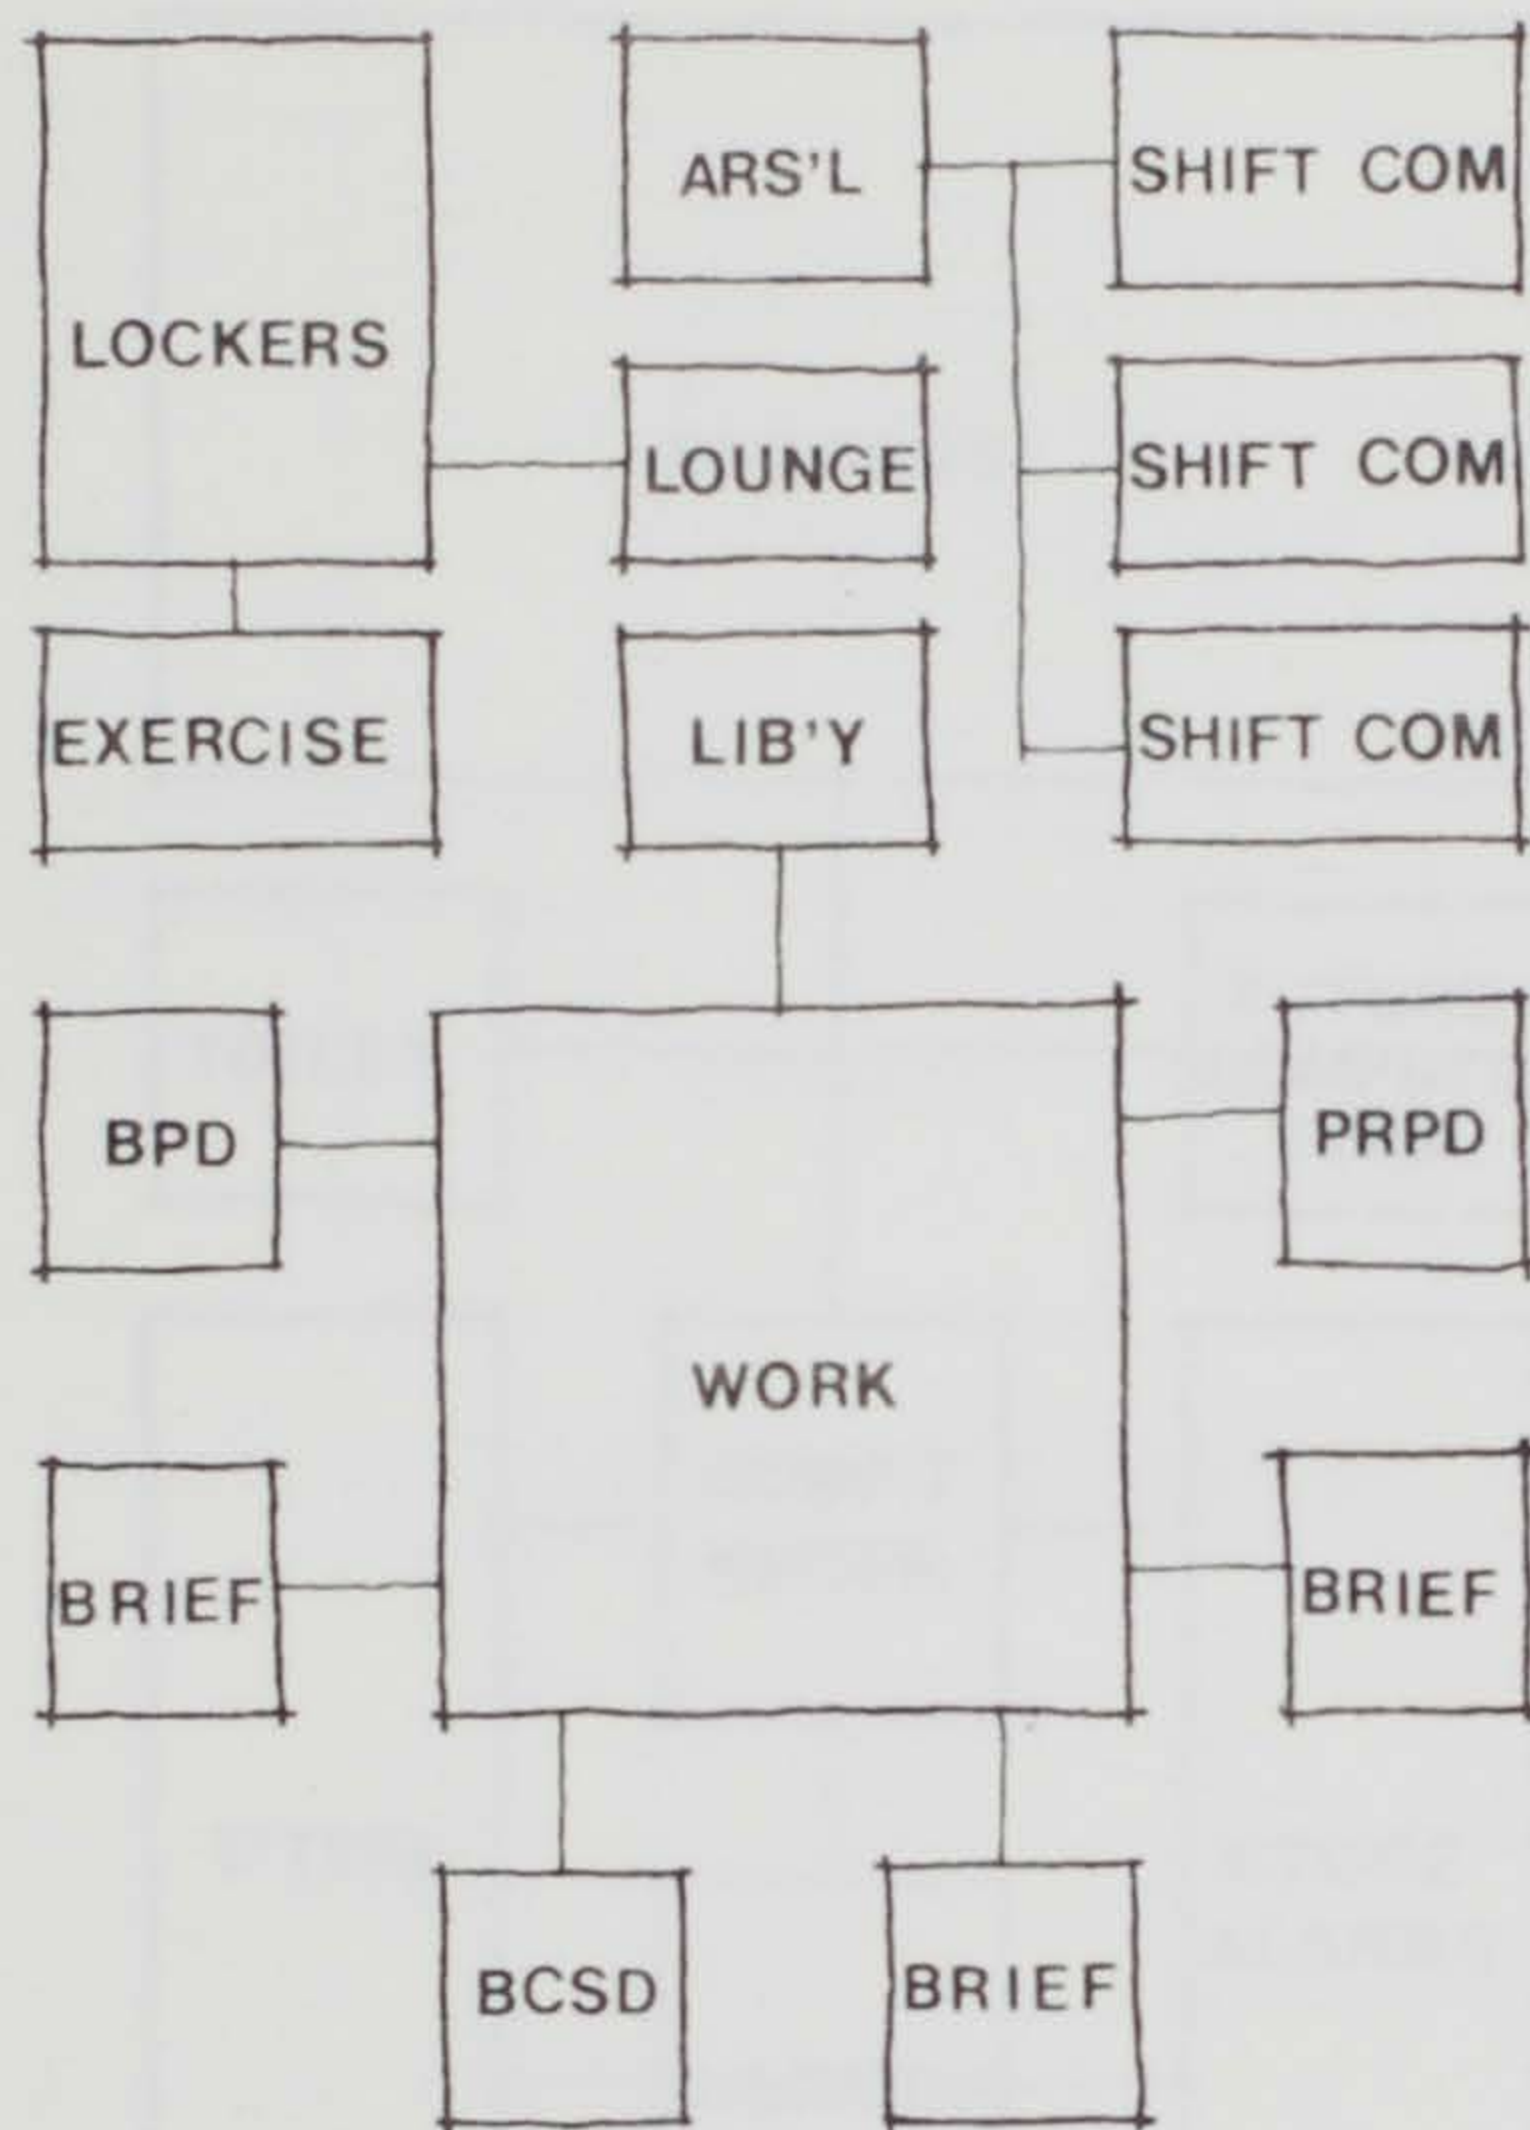 ARS'L
SHIFT COM
LOCKERS
LOUNGE
SHIFT COM
EXERCISE
LIB'Y
SHIFT COM
BPD
PRPD
WORK
BRIEF
BRIEF
BCSD
BRIEF